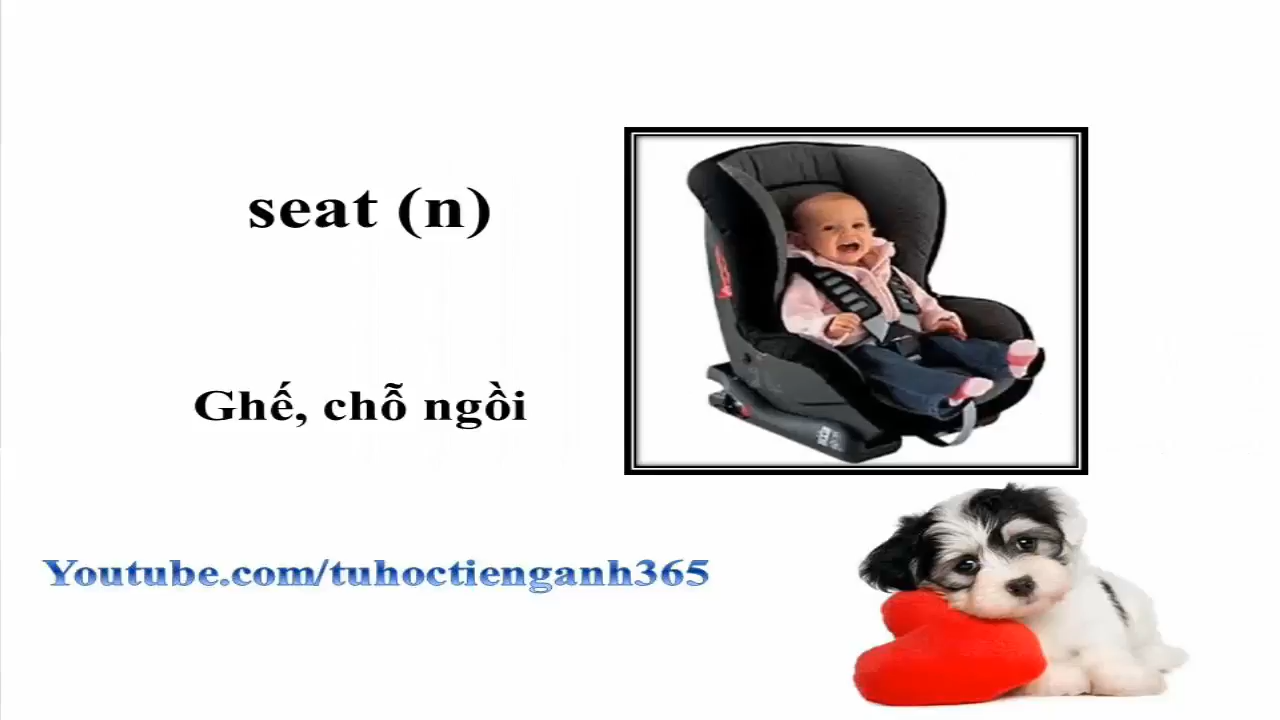 seat (n)
Ghế, chỗ ngồi
Youtube.com/tuhoctienganh365